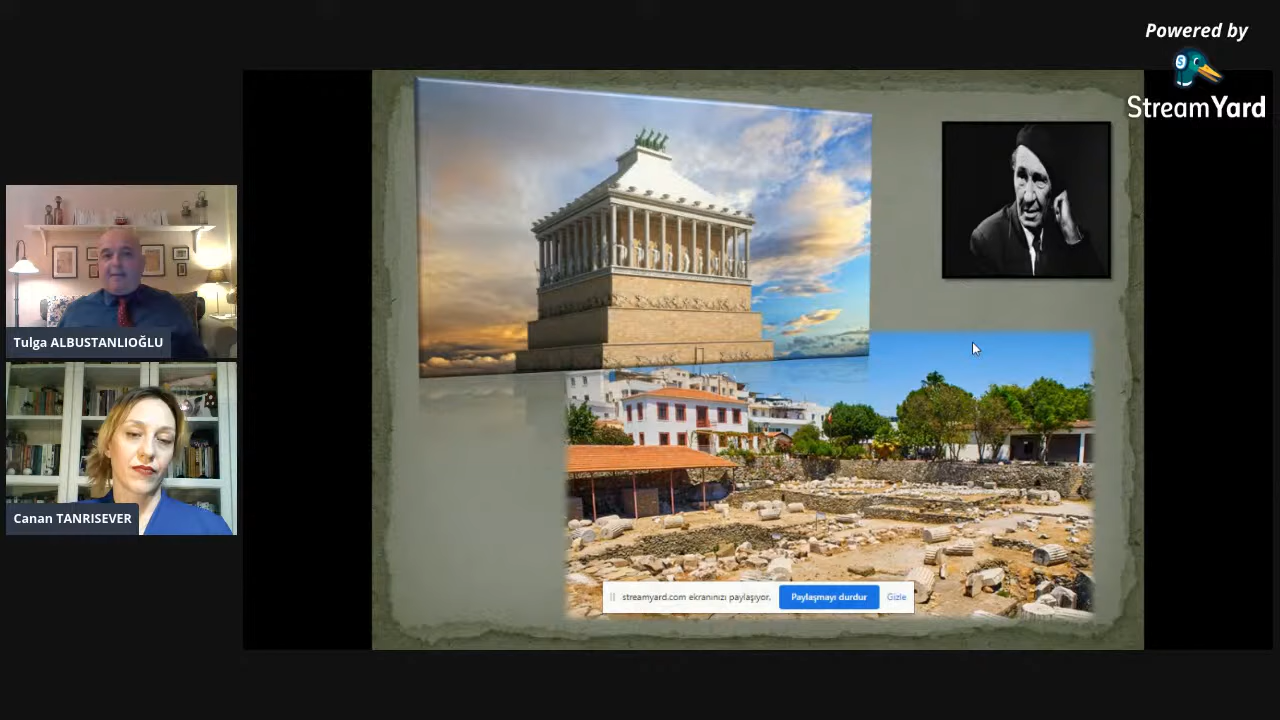 Powered by
StreamYard
Tulga ALBUSTANLIOĞLU
Canan TANRISEVER
streamyard.com ekranınızı paylaşıyor.
Paylaşmayı durdur
Gizle